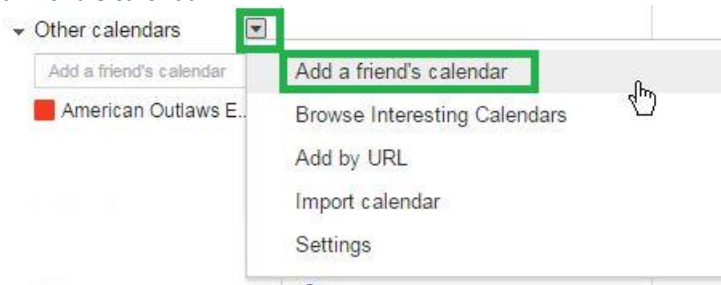 Other calendars
Add a friend's calendar
Add a friend's calendar
American Outlaws E..
Browse Interesting Calendars
Add by URL
Import calendar
Settings